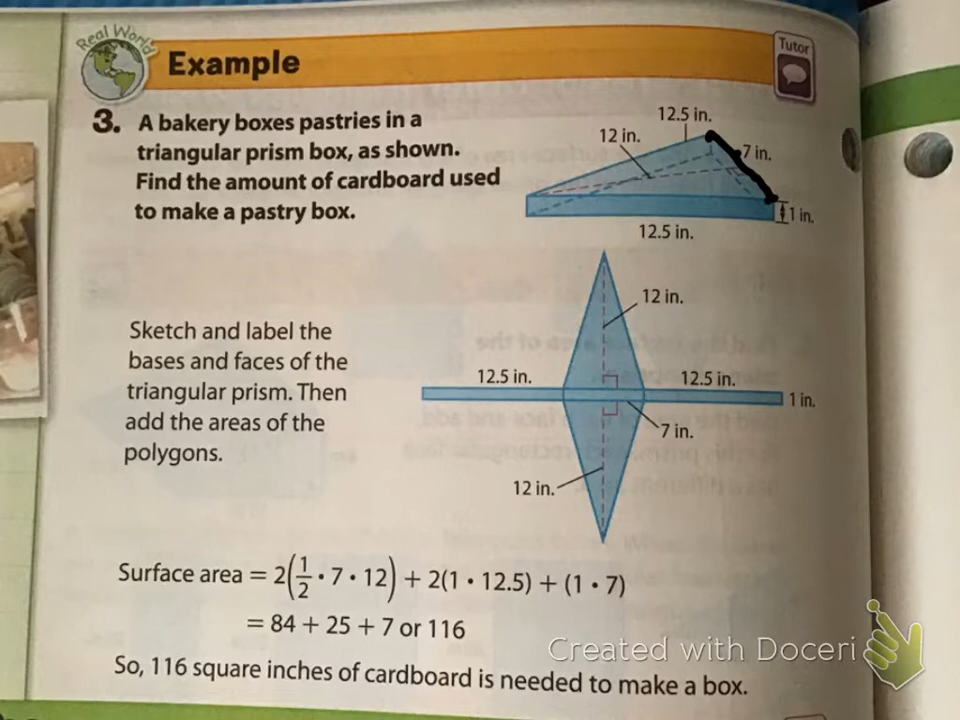 Real World
Example
Tutor
3. A bakery boxes pastries in a
triangular prism box, as shown.
Find the amount of cardboard used
to make a pastry box.
12.5 in.
12 in.
7 in.
1 in.
12.5 in.
Sketch and label the
bases and faces of the
triangular prism. Then
add the areas of the
polygons.
12 in.
12.5 in.
12.5 in.
1 in.
7 in.
12 in.
Surface area = 2(1/2 • 7 • 12) + 2(1 • 12.5) + (1 • 7)
= 84 + 25 + 7 or 116
So, 116 square inches of cardboard is needed to make a box.
Created with Doceri